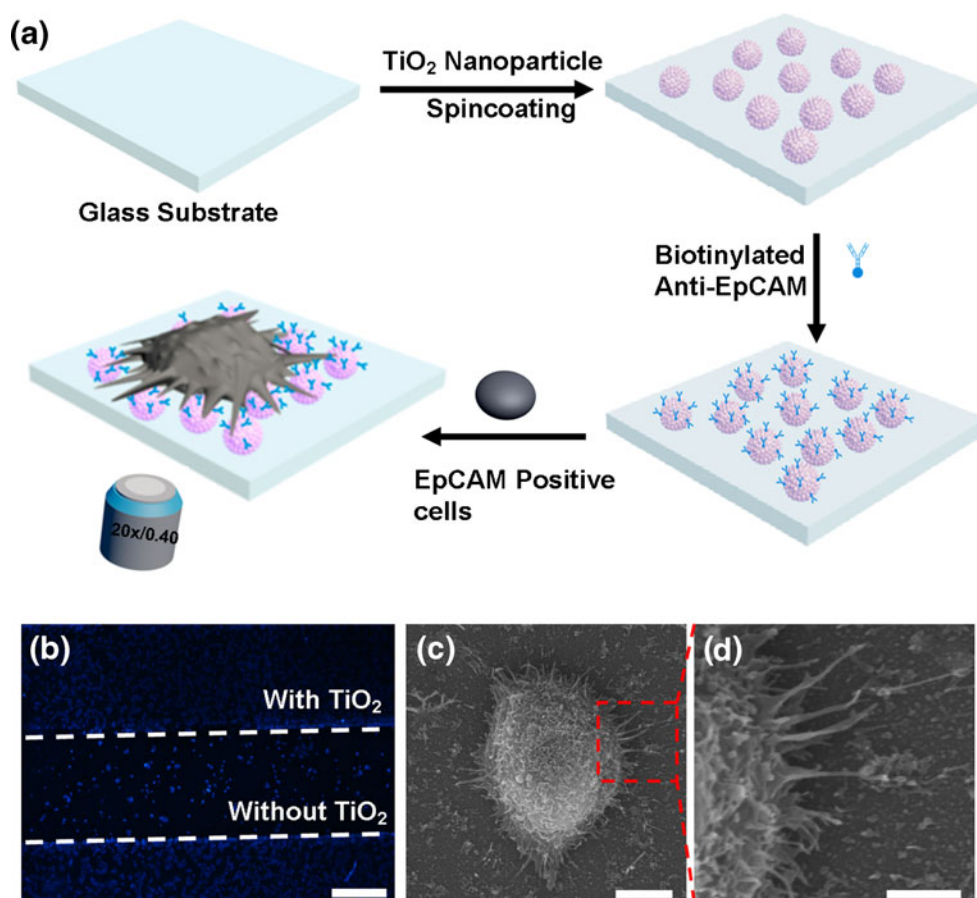 (a)
TiO₂ Nanoparticle
Spincoating
Glass Substrate
Biotinylated
Anti-EpCAM
EpCAM Positive
cells
20x/0.40
(b)
With TiO₂
Without TiO₂
(c)
(d)